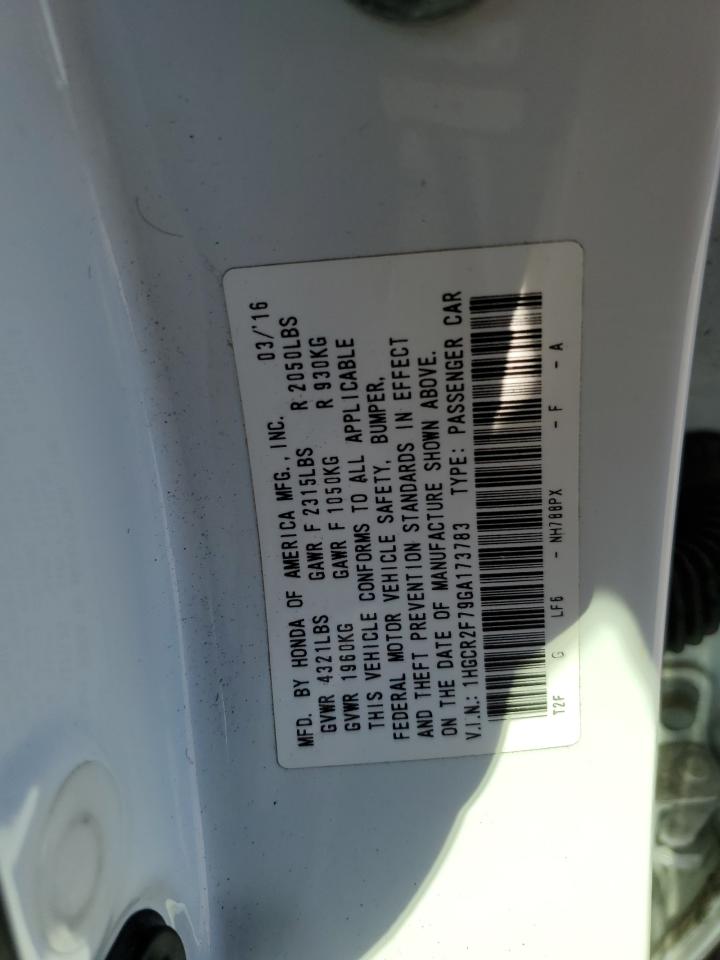 MFD. BY HONDA OF AMERICA MFG., INC. 03/'16
GVWR 4321LBS GAWR F 2315LBS R 2050LBS
GVWR 1960KG GAWR F 1050KG R 930KG
THIS VEHICLE CONFORMS TO ALL APPLICABLE
FEDERAL MOTOR VEHICLE SAFETY, BUMPER,
AND THEFT PREVENTION STANDARDS IN EFFECT
ON THE DATE OF MANUFACTURE SHOWN ABOVE.
V.I.N.: 1HGCR2F79GA173783 TYPE: PASSENGER CAR
T2F G LF6 - NH788PX - F - A